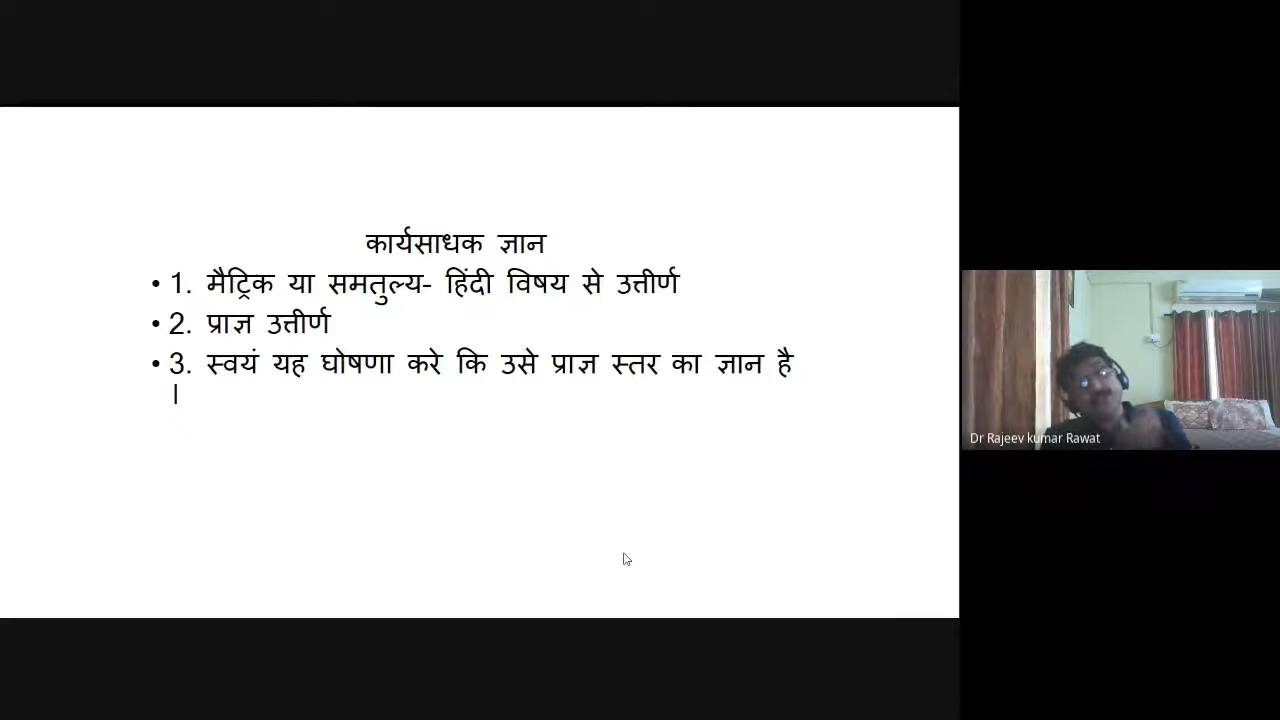 कार्यसाधक ज्ञान
• 1. मैट्रिक या समतुल्य- हिंदी विषय से उत्तीर्ण
• 2. प्राज्ञ उत्तीर्ण
• 3. स्वयं यह घोषणा करे कि उसे प्राज्ञ स्तर का ज्ञान है
।
Dr Rajeev kumar Rawat